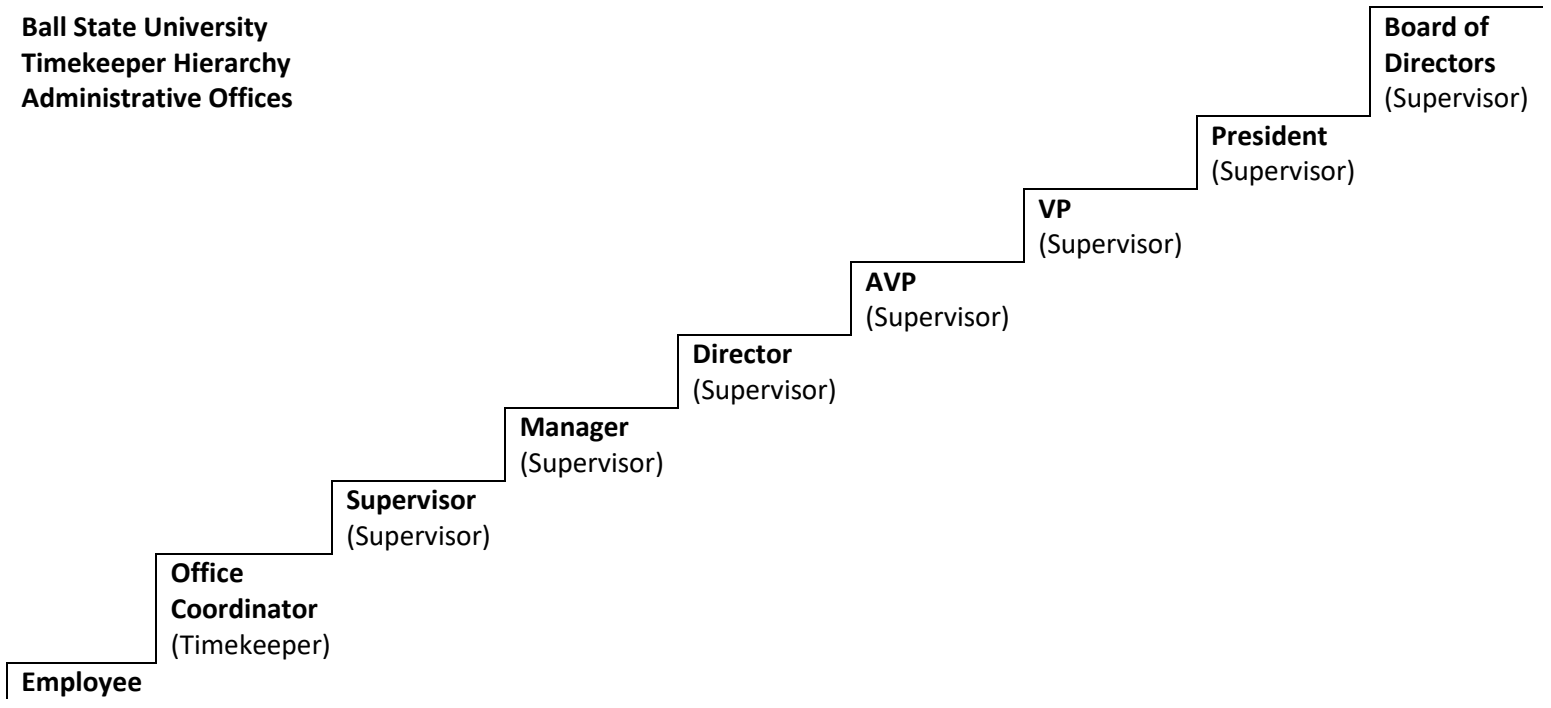 Ball State University
Timekeeper Hierarchy
Administrative Offices
Board of
Directors
(Supervisor)
President
(Supervisor)
VP
(Supervisor)
AVP
(Supervisor)
Director
(Supervisor)
Manager
(Supervisor)
Supervisor
(Supervisor)
Office
Coordinator
(Timekeeper)
Employee